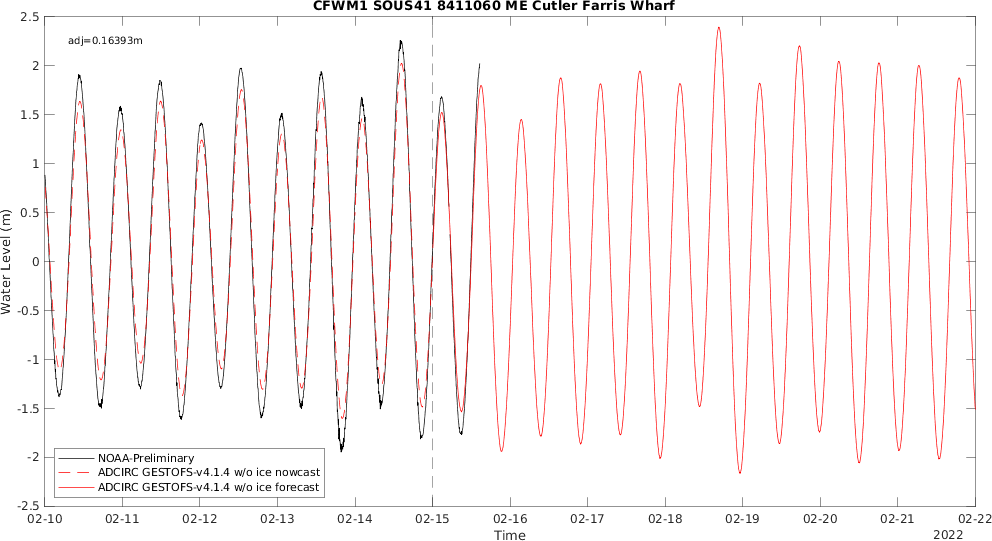 CFWM1 SOUS41 8411060 ME Cutler Farris Wharf
adj=0.16393m
2.5
2
1.5
1
0.5
0
-0.5
-1
-1.5
-2
-2.5
Water Level (m)
NOAA-Preliminary
ADCIRC GESTOFS-v4.1.4 w/o ice nowcast
ADCIRC GESTOFS-v4.1.4 w/o ice forecast
02-10 02-11 02-12 02-13 02-14 02-15 02-16 02-17 02-18 02-19 02-20 02-21 02-22
Time
2022